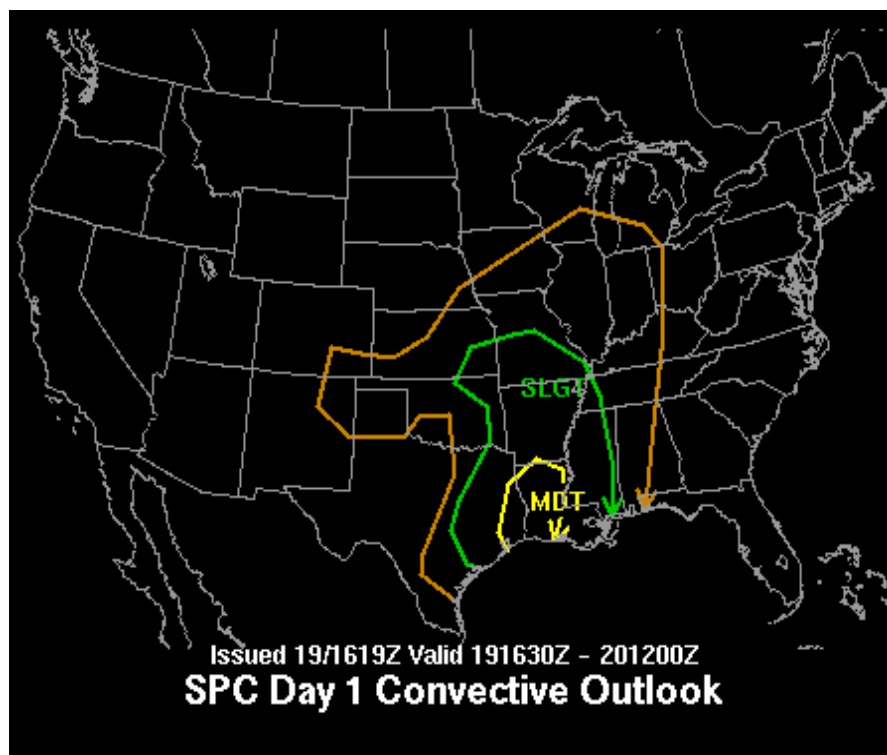 SLGT
MDT
Issued 19/1619Z Valid 191630Z - 201200Z
SPC Day 1 Convective Outlook